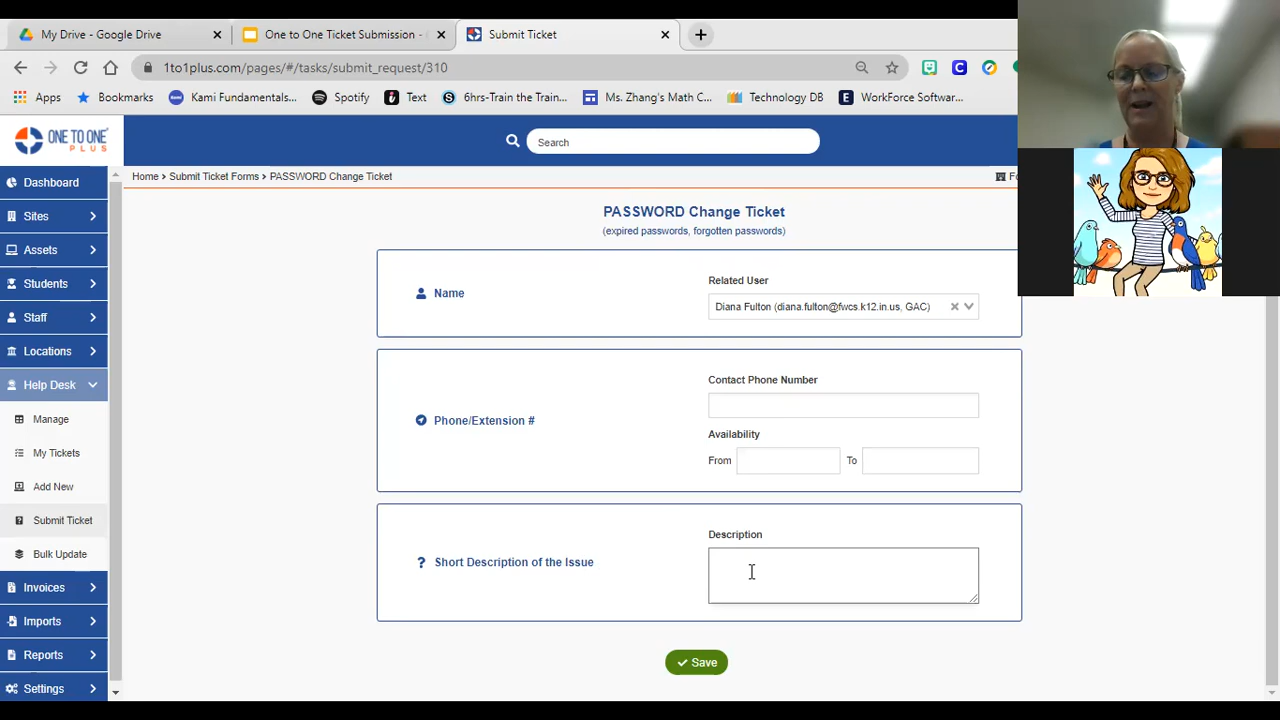 My Drive - Google Drive
One to One Ticket Submission -
Submit Ticket
1to1plus.com/pages/#/tasks/submit_request/310
Apps
Bookmarks
Kami Fundamentals...
Spotify
Text
6hrs-Train the Train...
Ms. Zhang's Math C...
Technology DB
WorkForce Softwar...
ONE TO ONE
PLUS
Search
Home > Submit Ticket Forms > PASSWORD Change Ticket
Fo
Dashboard
Sites
Assets
Students
Staff
Locations
Help Desk
Manage
My Tickets
Add New
Submit Ticket
Bulk Update
Invoices
Imports
Reports
Settings
PASSWORD Change Ticket
(expired passwords, forgotten passwords)
Name
Related User
Diana Fulton (diana.fulton@fwcs.k12.in.us, GAC)
Phone/Extension #
Contact Phone Number
Availability
From
To
Short Description of the Issue
Description
Save